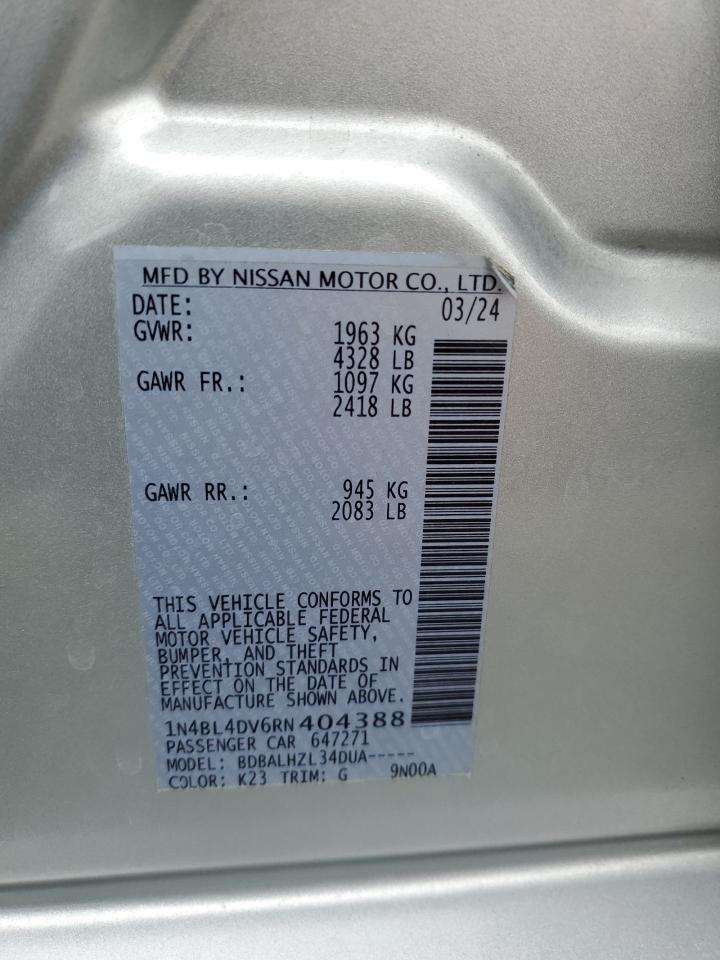 MFD BY NISSAN MOTOR CO., LTD.
DATE: 03/24
GVWR: 1963 KG
4328 LB
GAWR FR.: 1097 KG
2418 LB
GAWR RR.: 945 KG
2083 LB
THIS VEHICLE CONFORMS TO
ALL APPLICABLE FEDERAL
MOTOR VEHICLE SAFETY,
BUMPER, AND THEFT
PREVENTION STANDARDS IN
EFFECT ON THE DATE OF
MANUFACTURE SHOWN ABOVE.
1N4BL4DV6RN404388
PASSENGER CAR 647271
MODEL: BDBALHZL34DUA-----
COLOR: K23 TRIM: G 9N00A